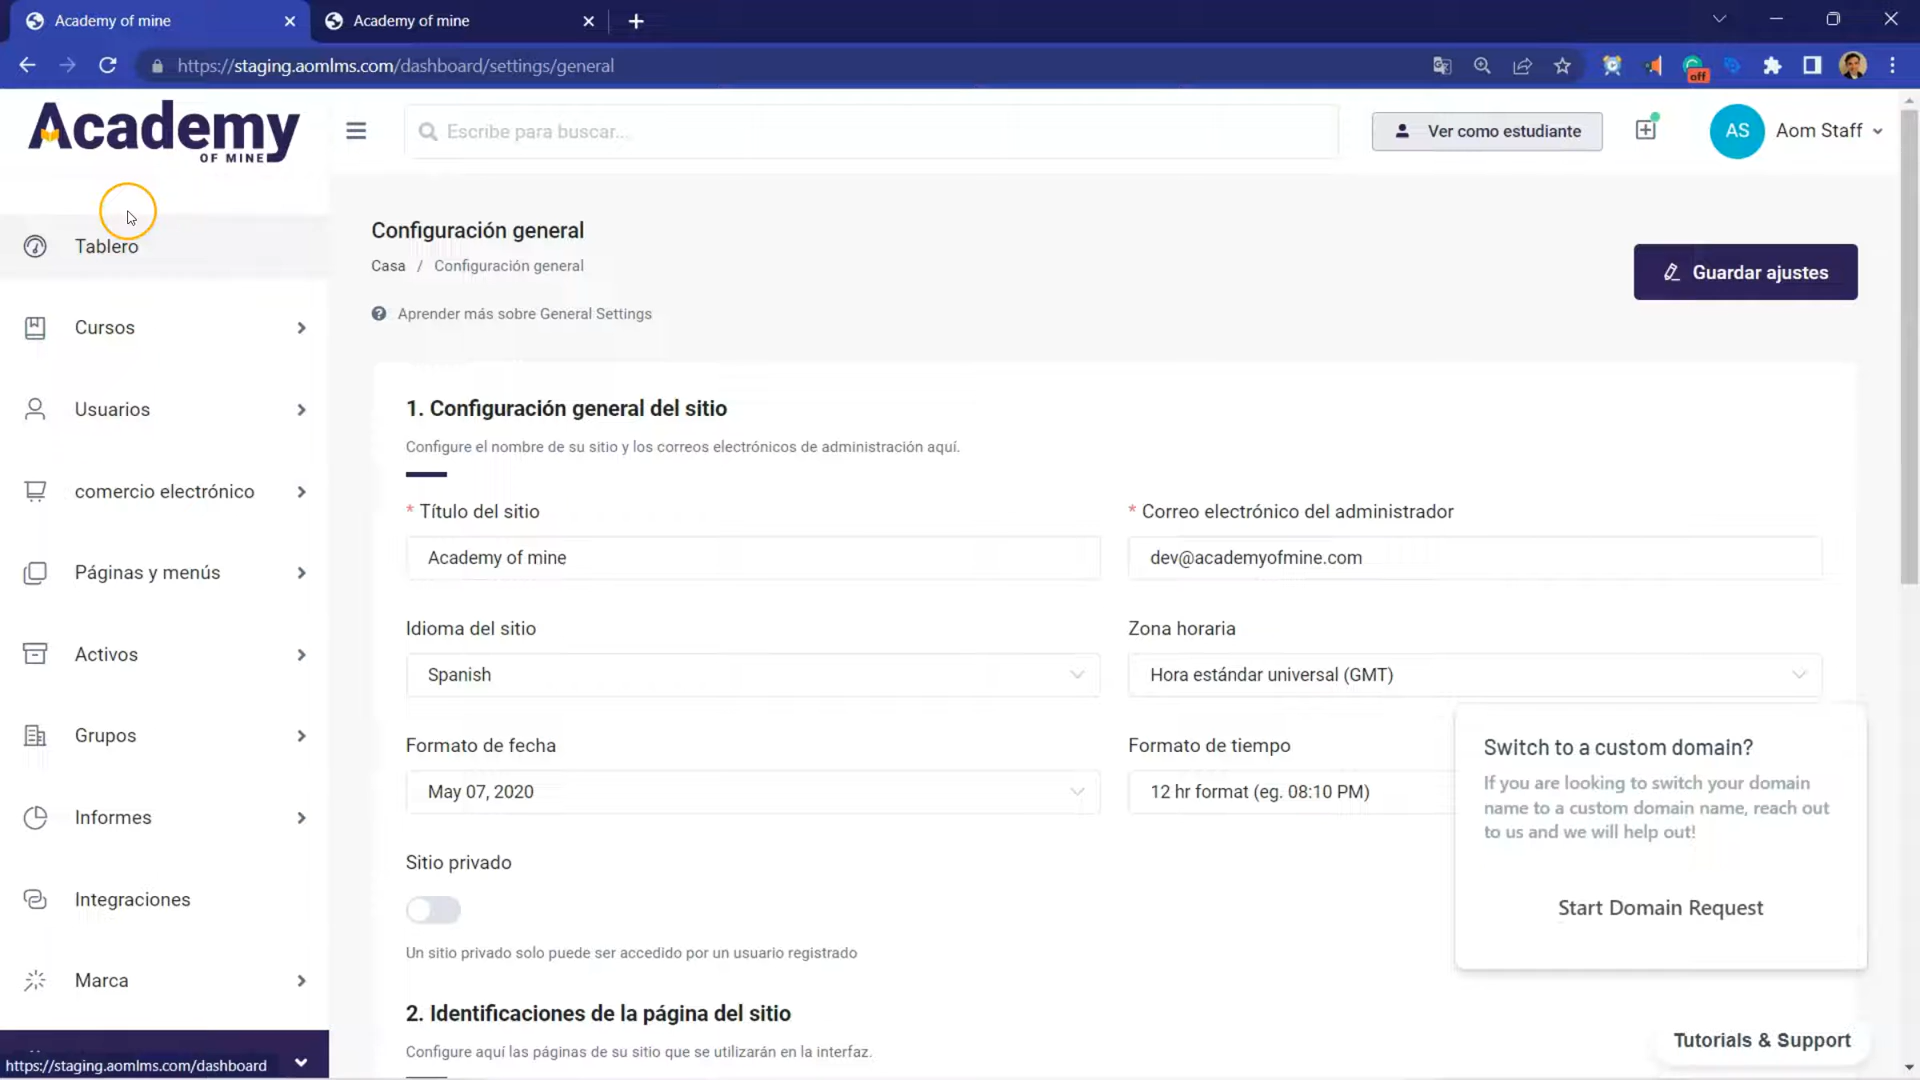 Academy of mine
Academy of mine
https://staging.aomlms.com/dashboard/settings/general
off
Academy
OF MINE
Escribe para buscar...
Ver como estudiante
AS
Aom Staff
Tablero
Cursos
Usuarios
comercio electrónico
Páginas y menús
Activos
Grupos
Informes
Integraciones
Marca
https://staging.aomlms.com/dashboard
Configuración general
Casa / Configuración general
Guardar ajustes
Aprender más sobre General Settings
1. Configuración general del sitio
Configure el nombre de su sitio y los correos electrónicos de administración aquí.
* Título del sitio
Academy of mine
* Correo electrónico del administrador
dev@academyofmine.com
Idioma del sitio
Spanish
Zona horaria
Hora estándar universal (GMT)
Formato de fecha
May 07, 2020
Formato de tiempo
12 hr format (eg. 08:10 PM)
Sitio privado
Un sitio privado solo puede ser accedido por un usuario registrado
2. Identificaciones de la página del sitio
Configure aquí las páginas de su sitio que se utilizarán en la interfaz.
Switch to a custom domain?
If you are looking to switch your domain
name to a custom domain name, reach out
to us and we will help out!
Start Domain Request
Tutorials & Support